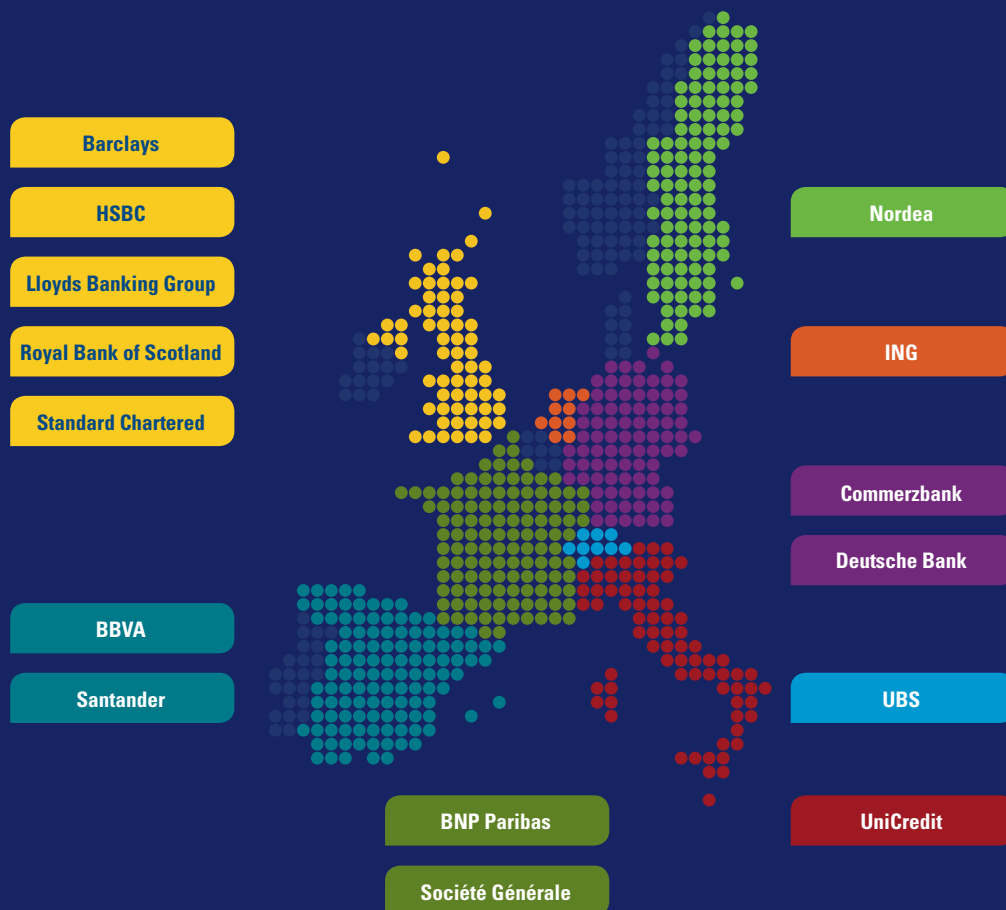 Barclays
HSBC
Lloyds Banking Group
Royal Bank of Scotland
Standard Chartered
BBVA
Santander
BNP Paribas
Société Générale
Nordea
ING
Commerzbank
Deutsche Bank
UBS
UniCredit